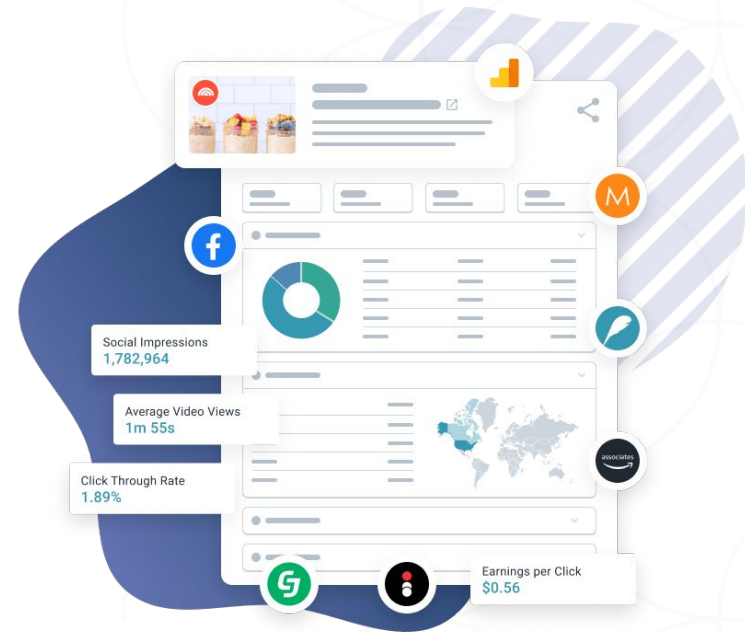 M
f
Social Impressions
1,782,964
Average Video Views
1m 55s
associates
Click Through Rate
1.89%
Earnings per Click
$0.56